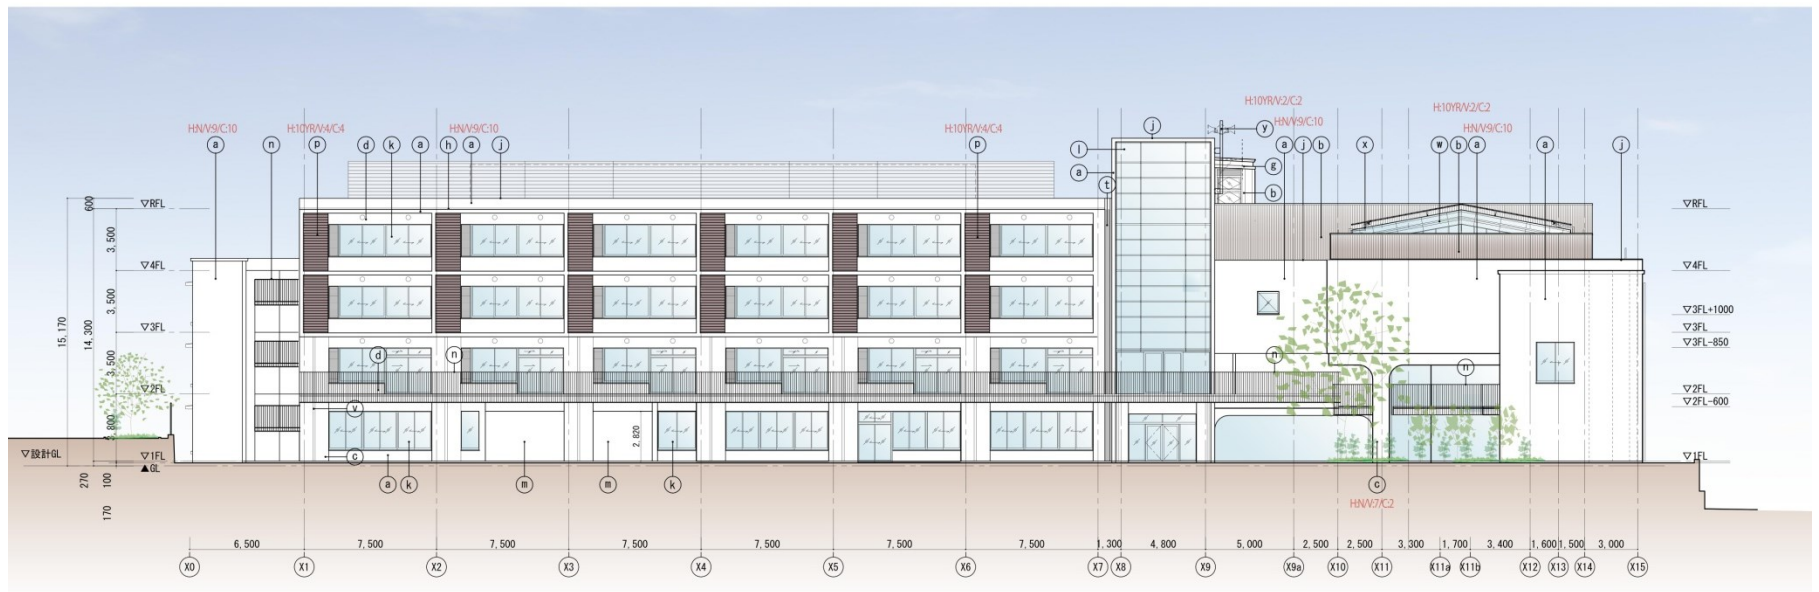 H:10YR/V:2/C:2
H:10YR/V:2/C:2
H:N/V:9/C:10
H:10YR/V:4/C:4
H:N/V:9/C:10
H:10YR/V:4/C:4
H:N/V:9/C:10
H:N/V:9/C:10
a n p d k a h a j p j y
l a t g b
a j b x w b a a j
▽RFL
▽4FL
▽3FL
▽2FL
▽設計GL
▽1FL
▲GL
600
3,500
3,500
3,500
3,800
15,170
14,300
270
100
170
▽RFL
▽4FL
▽3FL+1000
▽3FL
▽3FL-850
▽2FL
▽2FL-600
▽1FL
d n n n
v
c
2,820
a k m m k c
H:N/V:7/C:2
6,500 7,500 7,500 7,500 7,500 7,500 7,500 1,300 4,800 5,000 2,500 2,500 3,300 1,700 3,400 1,600 1,500 3,000
X0 X1 X2 X3 X4 X5 X6 X7 X8 X9 X9a X10 X11 X11a X11b X12 X13 X14 X15